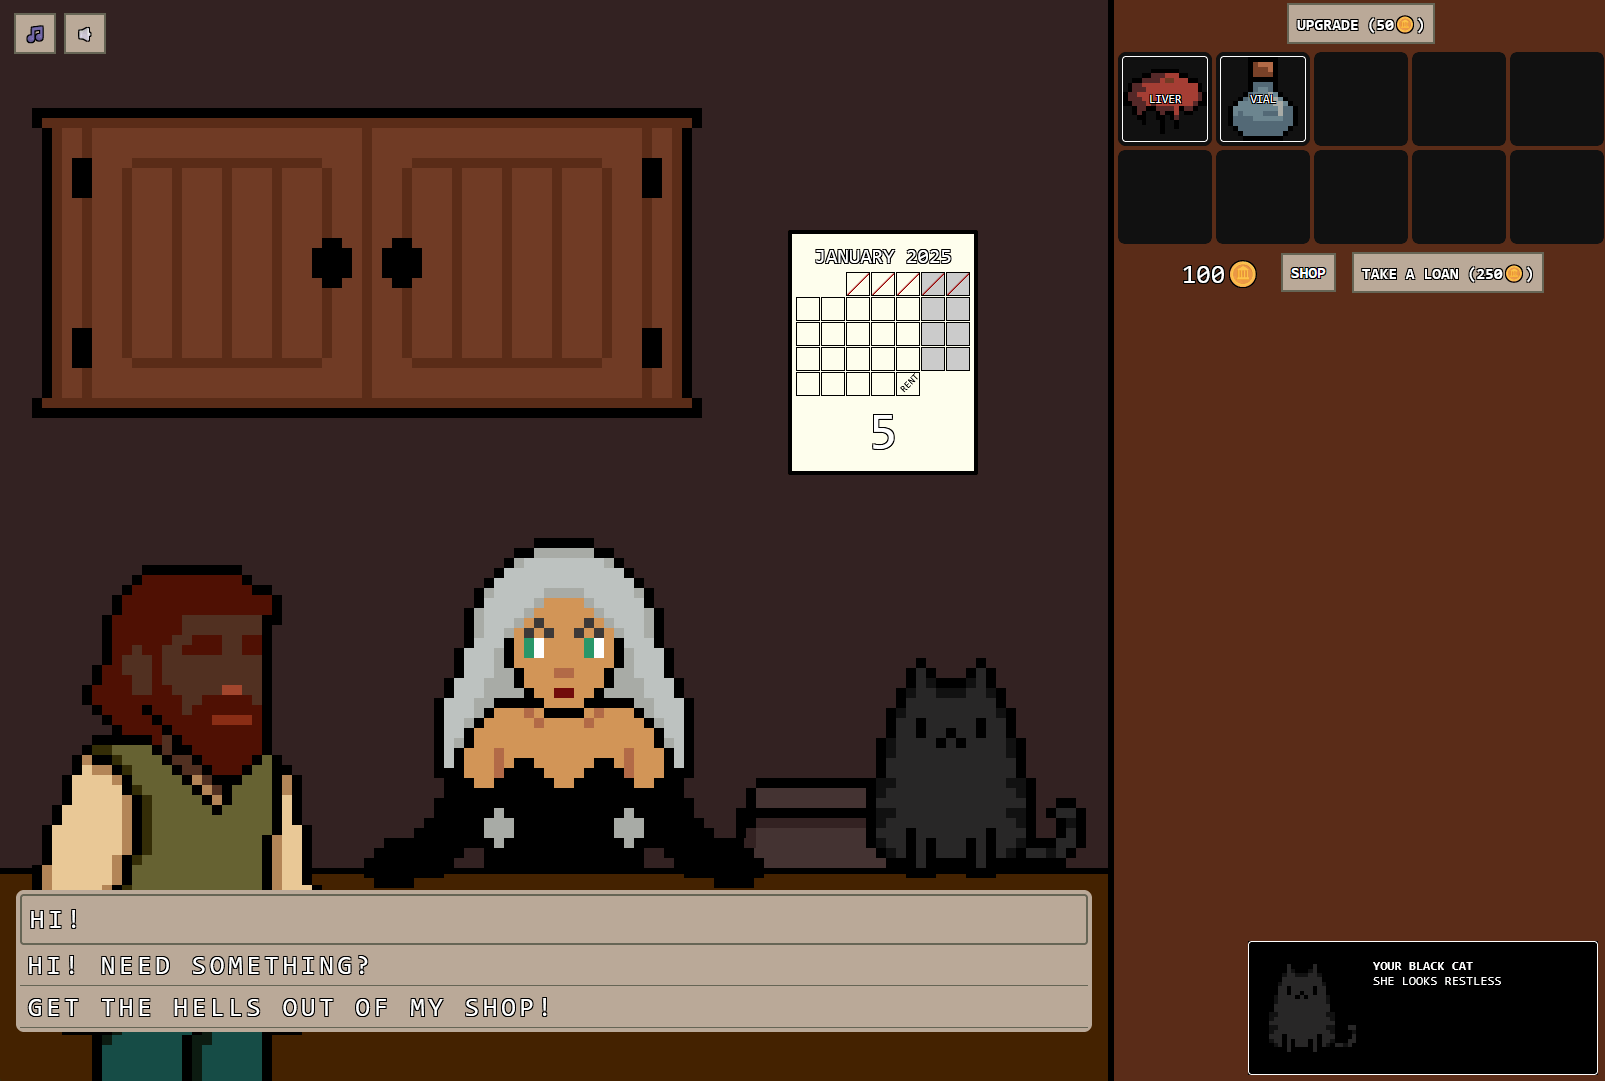 UPGRADE (50)
LIVER
VIAL
JANUARY 2025
RENT
5
100
SHOP
TAKE A LOAN (250)
HI!
HI! NEED SOMETHING?
GET THE HELLS OUT OF MY SHOP!
YOUR BLACK CAT
SHE LOOKS RESTLESS